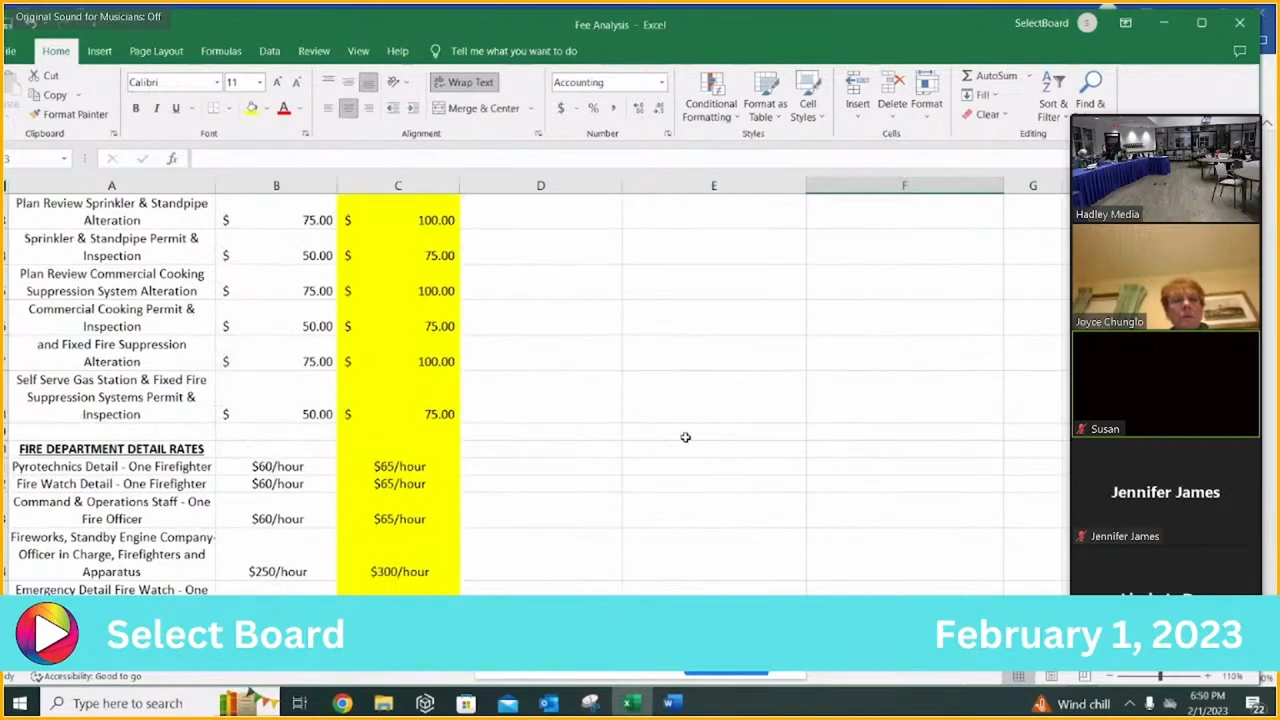 Original Sound for Musicians: Off
Fee Analysis - Excel
SelectBoard S
Home Insert Page Layout Formulas Data Review View Help Tell me what you want to do
Cut
Copy
Format Painter
Clipboard
Calibri 11
B I U
Font
Wrap Text
Merge & Center
Alignment
Accounting
$ % ,
Number
Conditional Formatting
Format as Table
Cell Styles
Styles
Insert Delete Format
Cells
AutoSum
Fill
Clear
Sort & Filter
Find &
Editing
fx
A B C D E F G
Plan Review Sprinkler & Standpipe
Alteration $ 75.00 $ 100.00
Sprinkler & Standpipe Permit &
Inspection $ 50.00 $ 75.00
Plan Review Commercial Cooking
Suppression System Alteration $ 75.00 $ 100.00
Commercial Cooking Permit &
Inspection $ 50.00 $ 75.00
and Fixed Fire Suppression
Alteration $ 75.00 $ 100.00
Self Serve Gas Station & Fixed Fire
Suppression Systems Permit &
Inspection $ 50.00 $ 75.00
FIRE DEPARTMENT DETAIL RATES
Pyrotechnics Detail - One Firefighter $60/hour $65/hour
Fire Watch Detail - One Firefighter $60/hour $65/hour
Command & Operations Staff - One
Fire Officer $60/hour $65/hour
Fireworks, Standby Engine Company-
Officer in Charge, Firefighters and
Apparatus $250/hour $300/hour
Emergency Detail Fire Watch - One
Hadley Media
Joyce Chunglo
Susan
Jennifer James
Jennifer James
Select Board
February 1, 2023
Accessibility: Good to go
110%
Type here to search
Wind chill
6:50 PM
2/1/2023
22